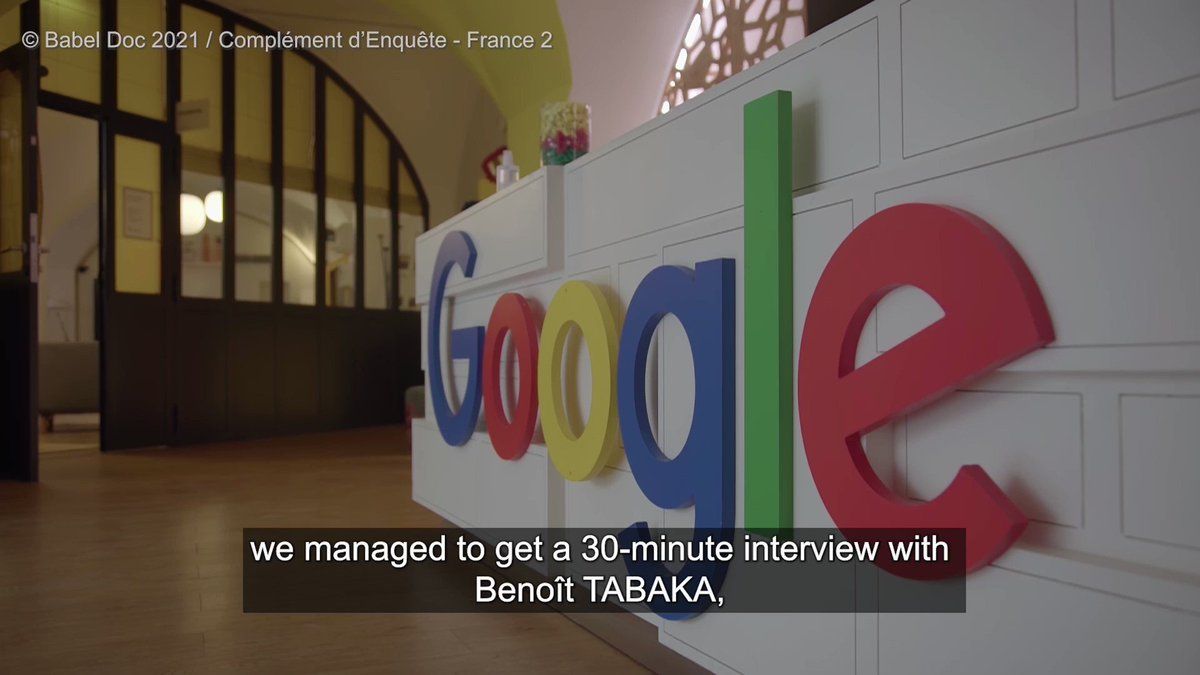 © Babel Doc 2021 / Complément d’Enquête - France 2
Google
we managed to get a 30-minute interview with
Benoît TABAKA,